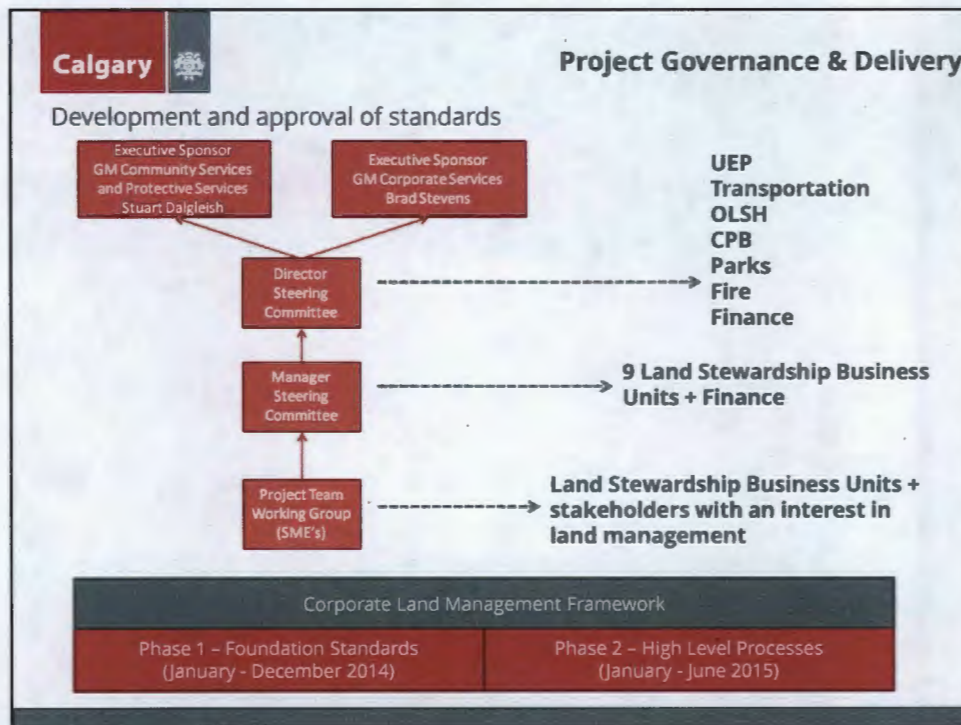 Calgary
Project Governance & Delivery
Development and approval of standards
Executive Sponsor
GM Community Services
and Protective Services
Stuart Dalgleish
Executive Sponsor
GM Corporate Services
Brad Stevens
Director
Steering
Committee
UEP
Transportation
OLSH
CPB
Parks
Fire
Finance
Manager
Steering
Committee
9 Land Stewardship Business
Units + Finance
Project Team
Working Group
(SME's)
Land Stewardship Business Units +
stakeholders with an interest in
land management
Corporate Land Management Framework
Phase 1 – Foundation Standards
(January - December 2014)
Phase 2 – High Level Processes
(January - June 2015)